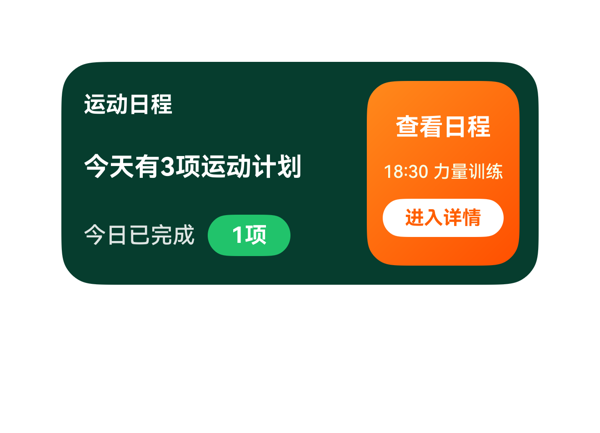 运动日程
今天有3项运动计划
今日已完成 1项
查看日程
18:30 力量训练
进入详情